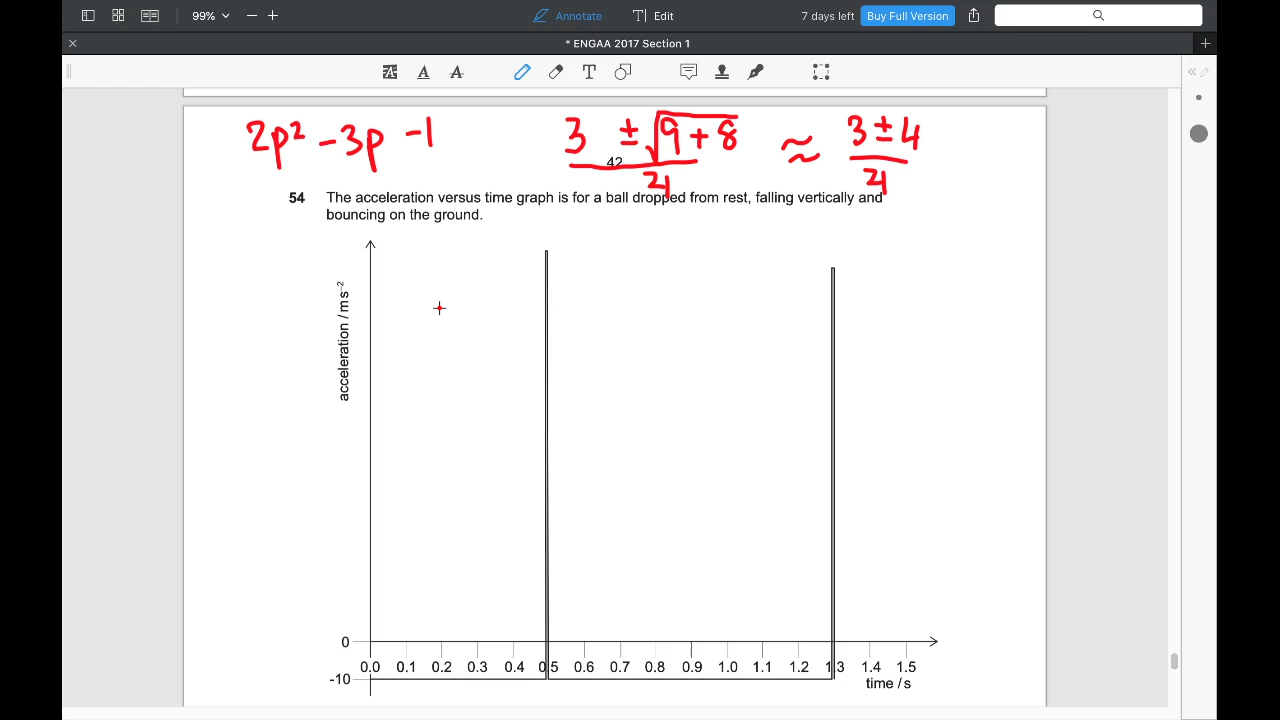 99%
Annotate
Edit
7 days left
Buy Full Version
* ENGAA 2017 Section 1
2p² - 3p - 1
3 ± √9 + 8
4
≈
3 ± 4
4
42
54
The acceleration versus time graph is for a ball dropped from rest, falling vertically and
bouncing on the ground.
acceleration / m s⁻²
0
-10
0.0 0.1 0.2 0.3 0.4 0.5 0.6 0.7 0.8 0.9 1.0 1.1 1.2 1.3 1.4 1.5
time / s